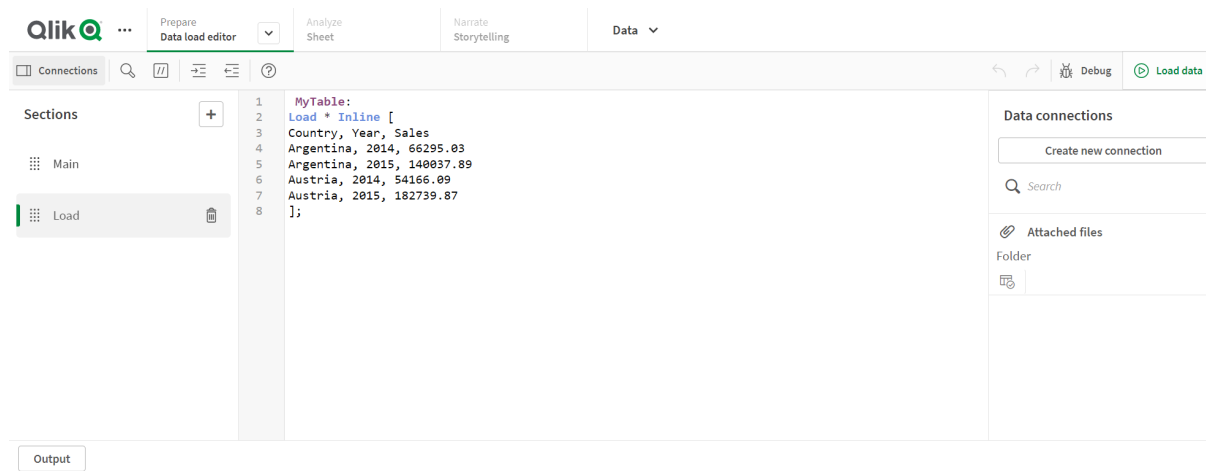 Qlik
Prepare
Data load editor
Analyze
Sheet
Narrate
Storytelling
Data
Connections
//
?
Debug
Load data
Sections
+
Main
Load
1 MyTable:
2 Load * Inline [
3 Country, Year, Sales
4 Argentina, 2014, 66295.03
5 Argentina, 2015, 140037.89
6 Austria, 2014, 54166.09
7 Austria, 2015, 182739.87
8 ];
Data connections
Create new connection
Search
Attached files
Folder
Output